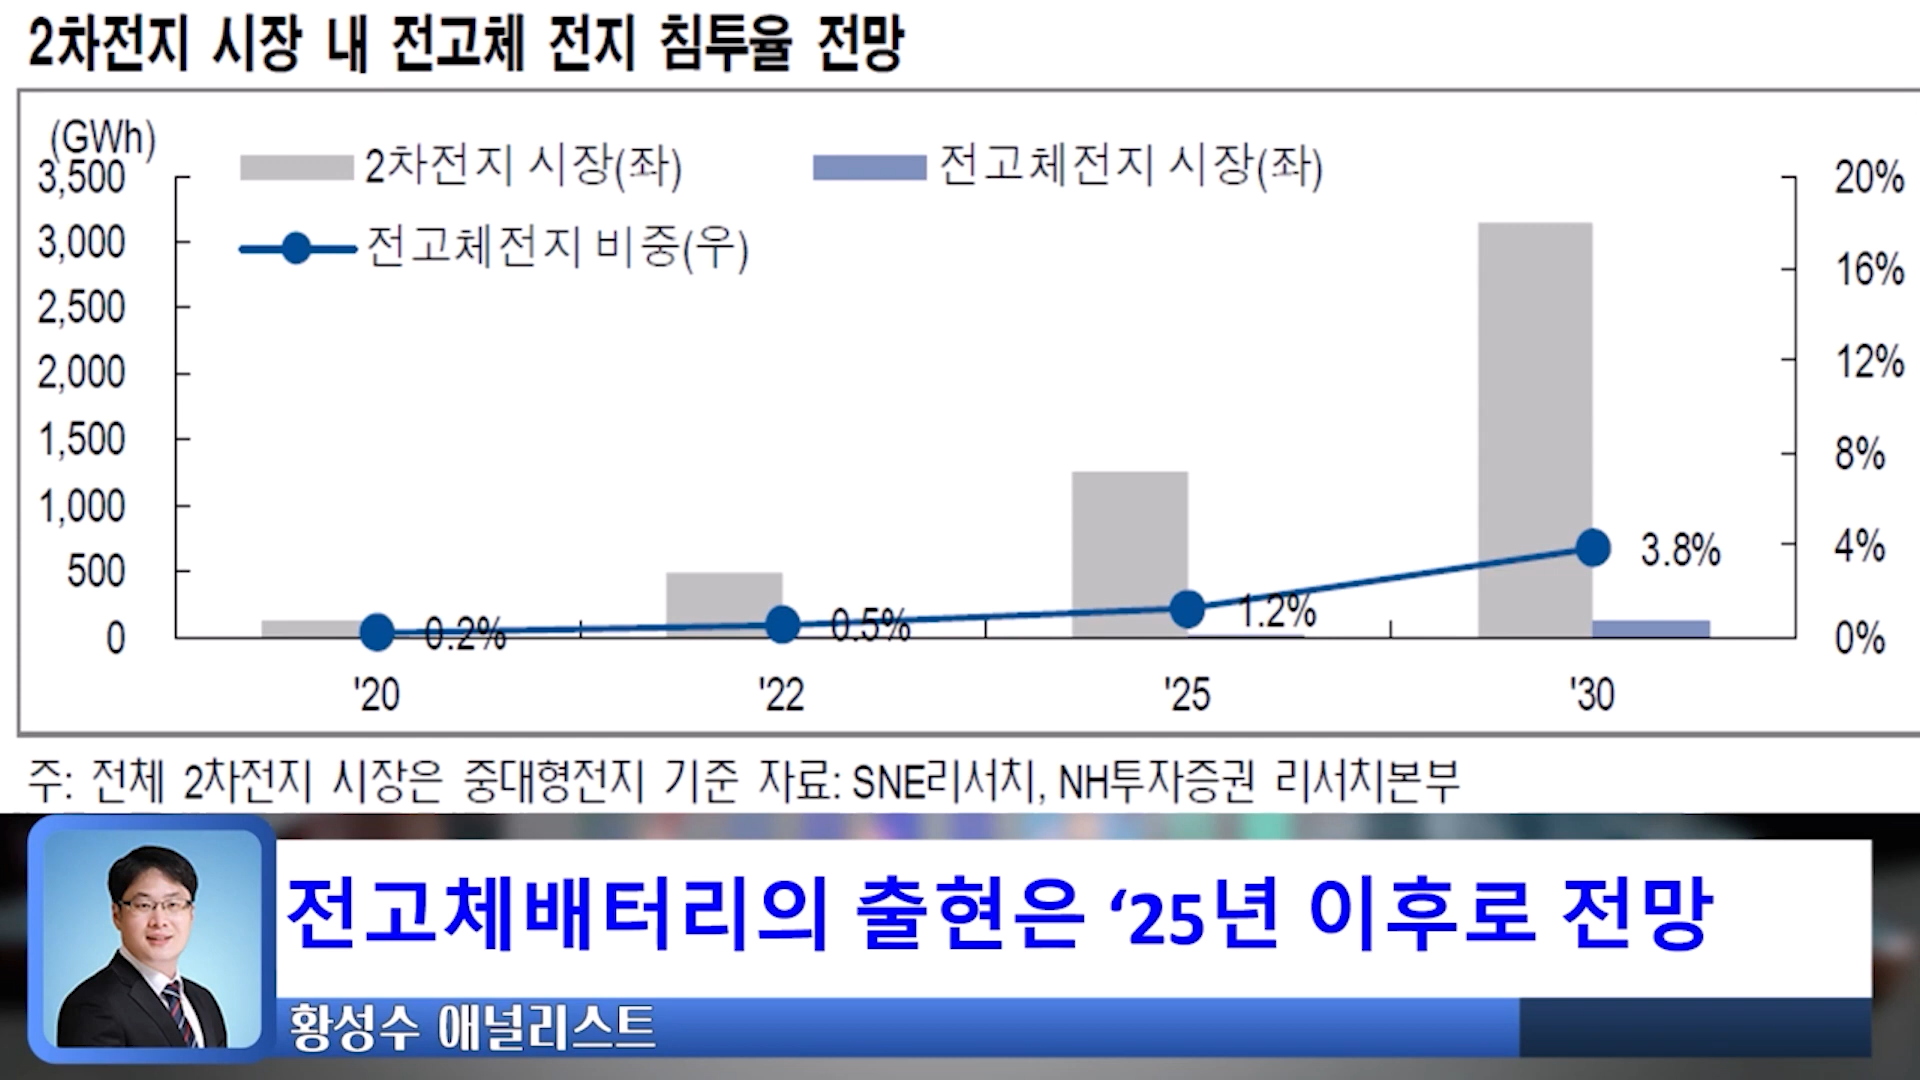 2차전지 시장 내 전고체 전지 침투율 전망
(GWh)
2차전지 시장(좌)
전고체전지 시장(좌)
전고체전지 비중(우)
3,500
3,000
2,500
2,000
1,500
1,000
500
0
20%
16%
12%
8%
4%
0%
0.2%
0.5%
1.2%
3.8%
'20
'22
'25
'30
주: 전체 2차전지 시장은 중대형전지 기준 자료: SNE리서치, NH투자증권 리서치본부
전고체배터리의 출현은 ‘25년 이후로 전망
황성수 애널리스트